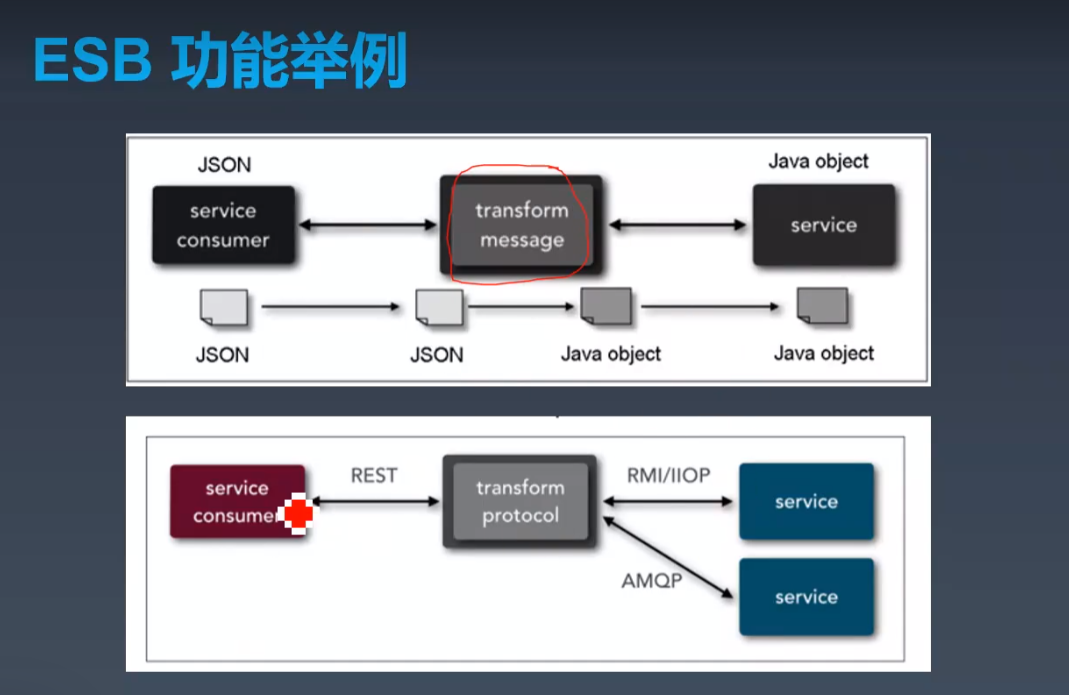 ESB 功能举例
JSON
Java object
service
consumer
transform
message
service
JSON
JSON
Java object
Java object
service
consumer
REST
transform
protocol
RMI/IIOP
service
AMQP
service